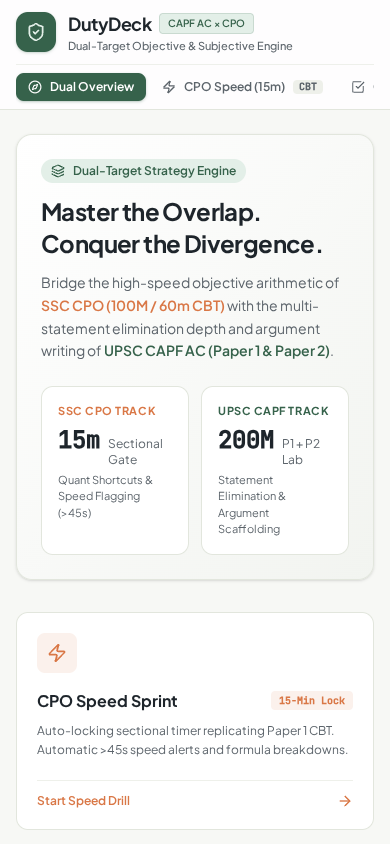 DutyDeck CAPF AC × CPO
Dual-Target Objective & Subjective Engine
Dual Overview CPO Speed (15m) CBT
Dual-Target Strategy Engine
Master the Overlap.
Conquer the Divergence.
Bridge the high-speed objective arithmetic of
SSC CPO (100M / 60m CBT) with the multi-
statement elimination depth and argument
writing of UPSC CAPF AC (Paper 1 & Paper 2).
SSC CPO TRACK
15m Sectional
Gate
Quant Shortcuts &
Speed Flagging
(>45s)
UPSC CAPF TRACK
200M P1 + P2
Lab
Statement
Elimination &
Argument
Scaffolding
CPO Speed Sprint 15-Min Lock
Auto-locking sectional timer replicating Paper 1 CBT.
Automatic >45s speed alerts and formula breakdowns.
Start Speed Drill